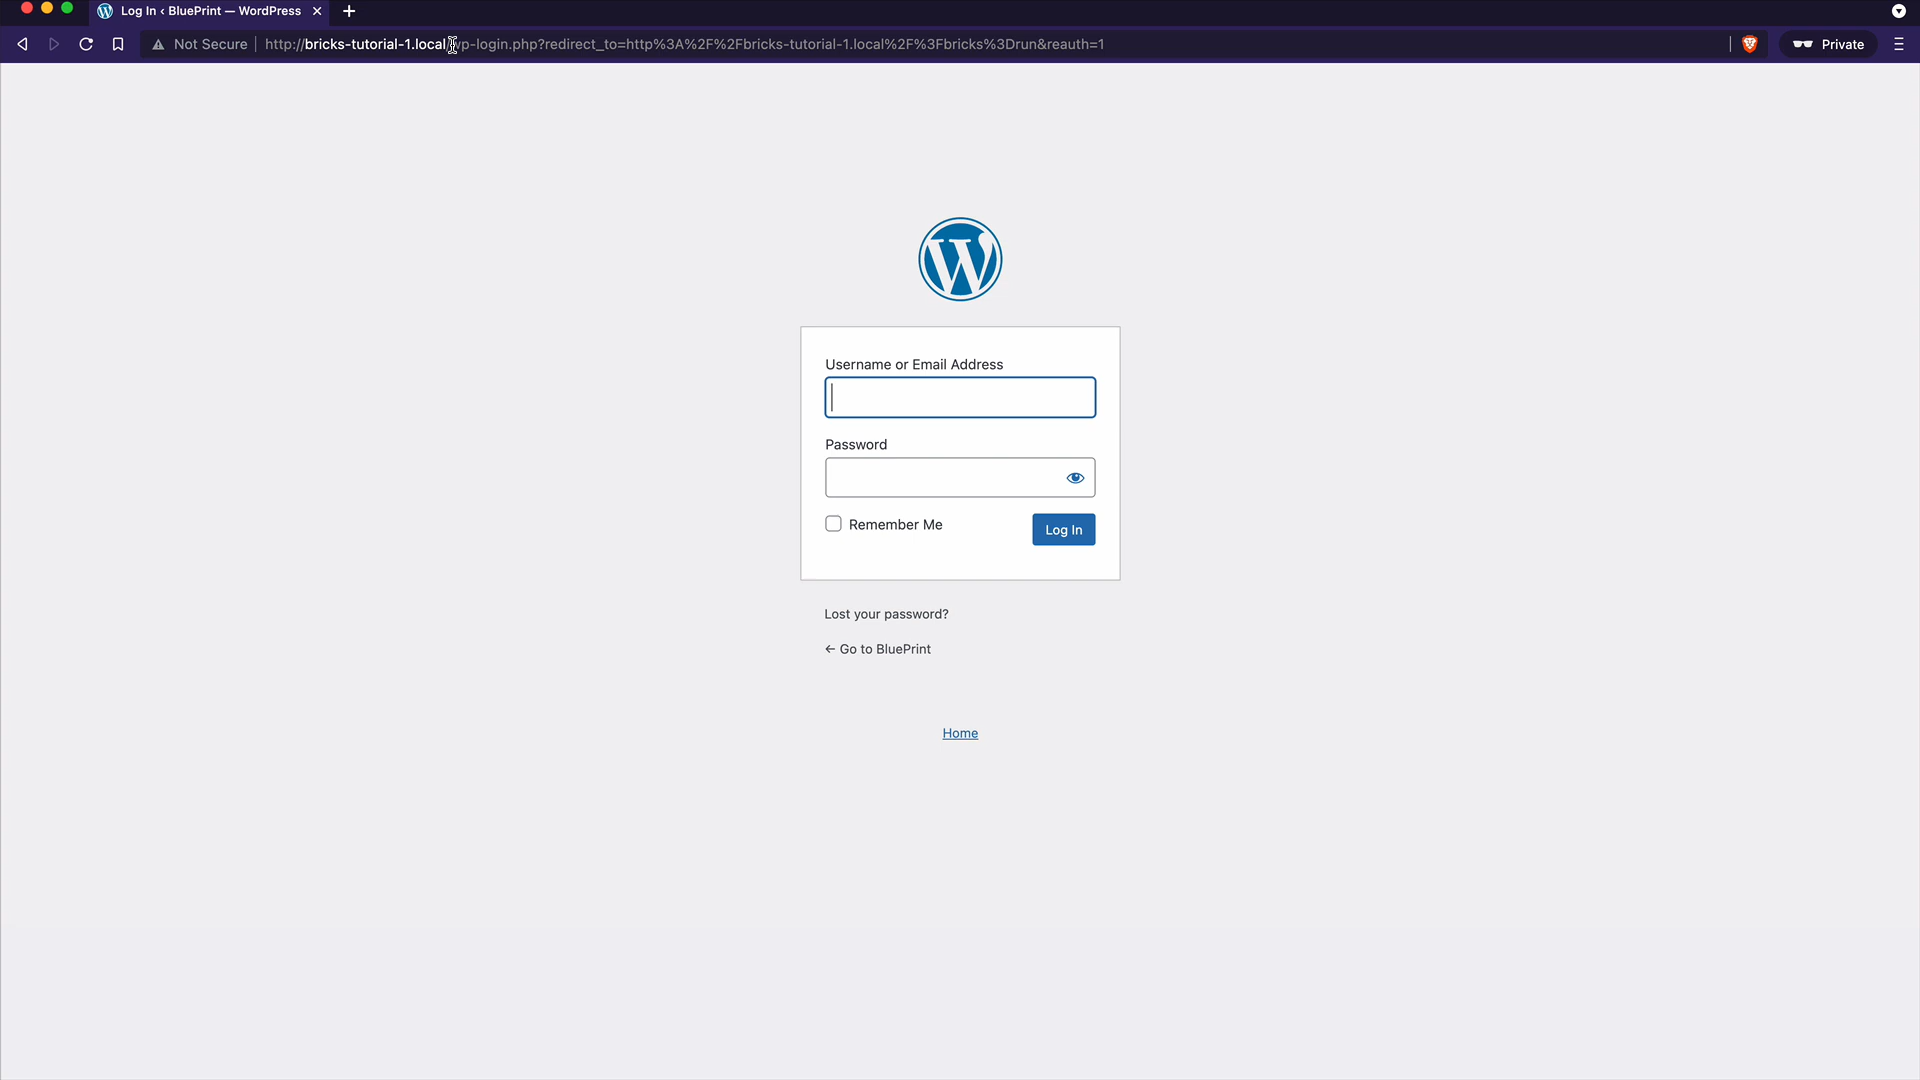 Log In ‹ BluePrint — WordPress
Not Secure
http://bricks-tutorial-1.local/wp-login.php?redirect_to=http%3A%2F%2Fbricks-tutorial-1.local%2F%3Fbricks%3Drun&reauth=1
Private
Username or Email Address
Password
Remember Me
Log In
Lost your password?
← Go to BluePrint
Home